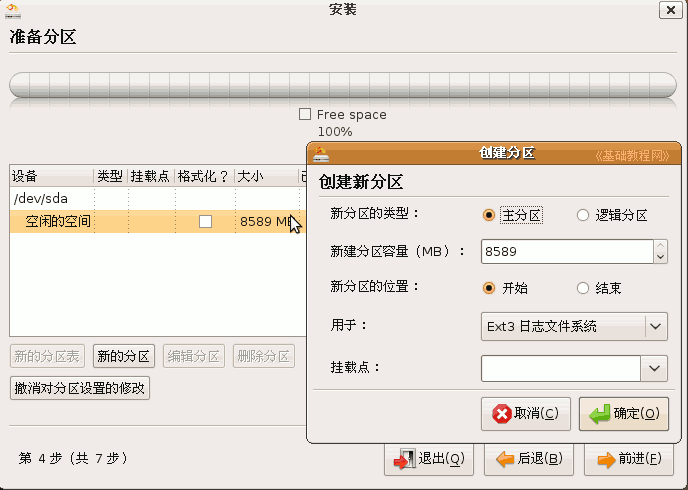 安装
准备分区
Free space
100%
设备 类型 挂载点 格式化？ 大小
/dev/sda
空闲的空间 8589 MB
新的分区表 新的分区 编辑分区 删除分区
撤消对分区设置的修改
第 4 步（共 7 步）
退出(Q) 后退(B) 前进(F)
创建分区 《基础教程网》
创建新分区
新分区的类型： 主分区 逻辑分区
新建分区容量（MB）： 8589
新分区的位置： 开始 结束
用于： Ext3 日志文件系统
挂载点：
取消(C) 确定(O)